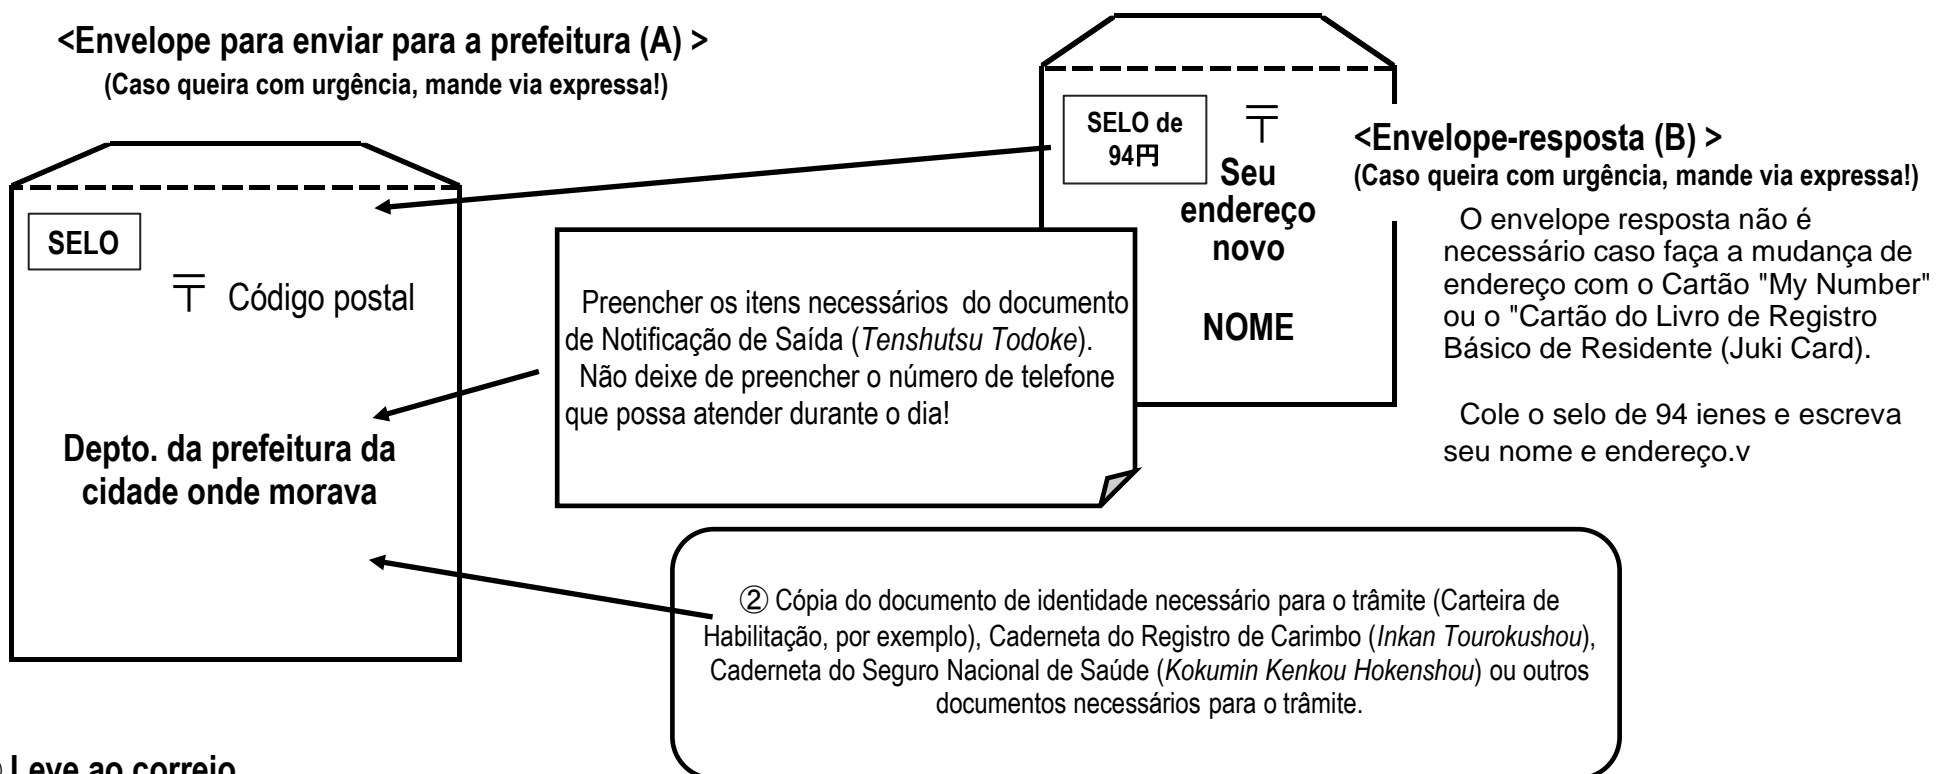 <Envelope para enviar para a prefeitura (A) >
(Caso queira com urgência, mande via expressa!)
SELO
〒 Código postal
Depto. da prefeitura da
cidade onde morava
SELO de
94円
〒
Seu
endereço
novo
NOME
<Envelope-resposta (B) >
(Caso queira com urgência, mande via expressa!)
O envelope resposta não é
necessário caso faça a mudança de
endereço com o Cartão "My Number"
ou o "Cartão do Livro de Registro
Básico de Residente (Juki Card).
Cole o selo de 94 ienes e escreva
seu nome e endereço.v
Preencher os itens necessários do documento
de Notificação de Saída (Tenshutsu Todoke).
Não deixe de preencher o número de telefone
que possa atender durante o dia!
② Cópia do documento de identidade necessário para o trâmite (Carteira de
Habilitação, por exemplo), Caderneta do Registro de Carimbo (Inkan Tourokushou),
Caderneta do Seguro Nacional de Saúde (Kokumin Kenkou Hokenshou) ou outros
documentos necessários para o trâmite.
Leve ao correio